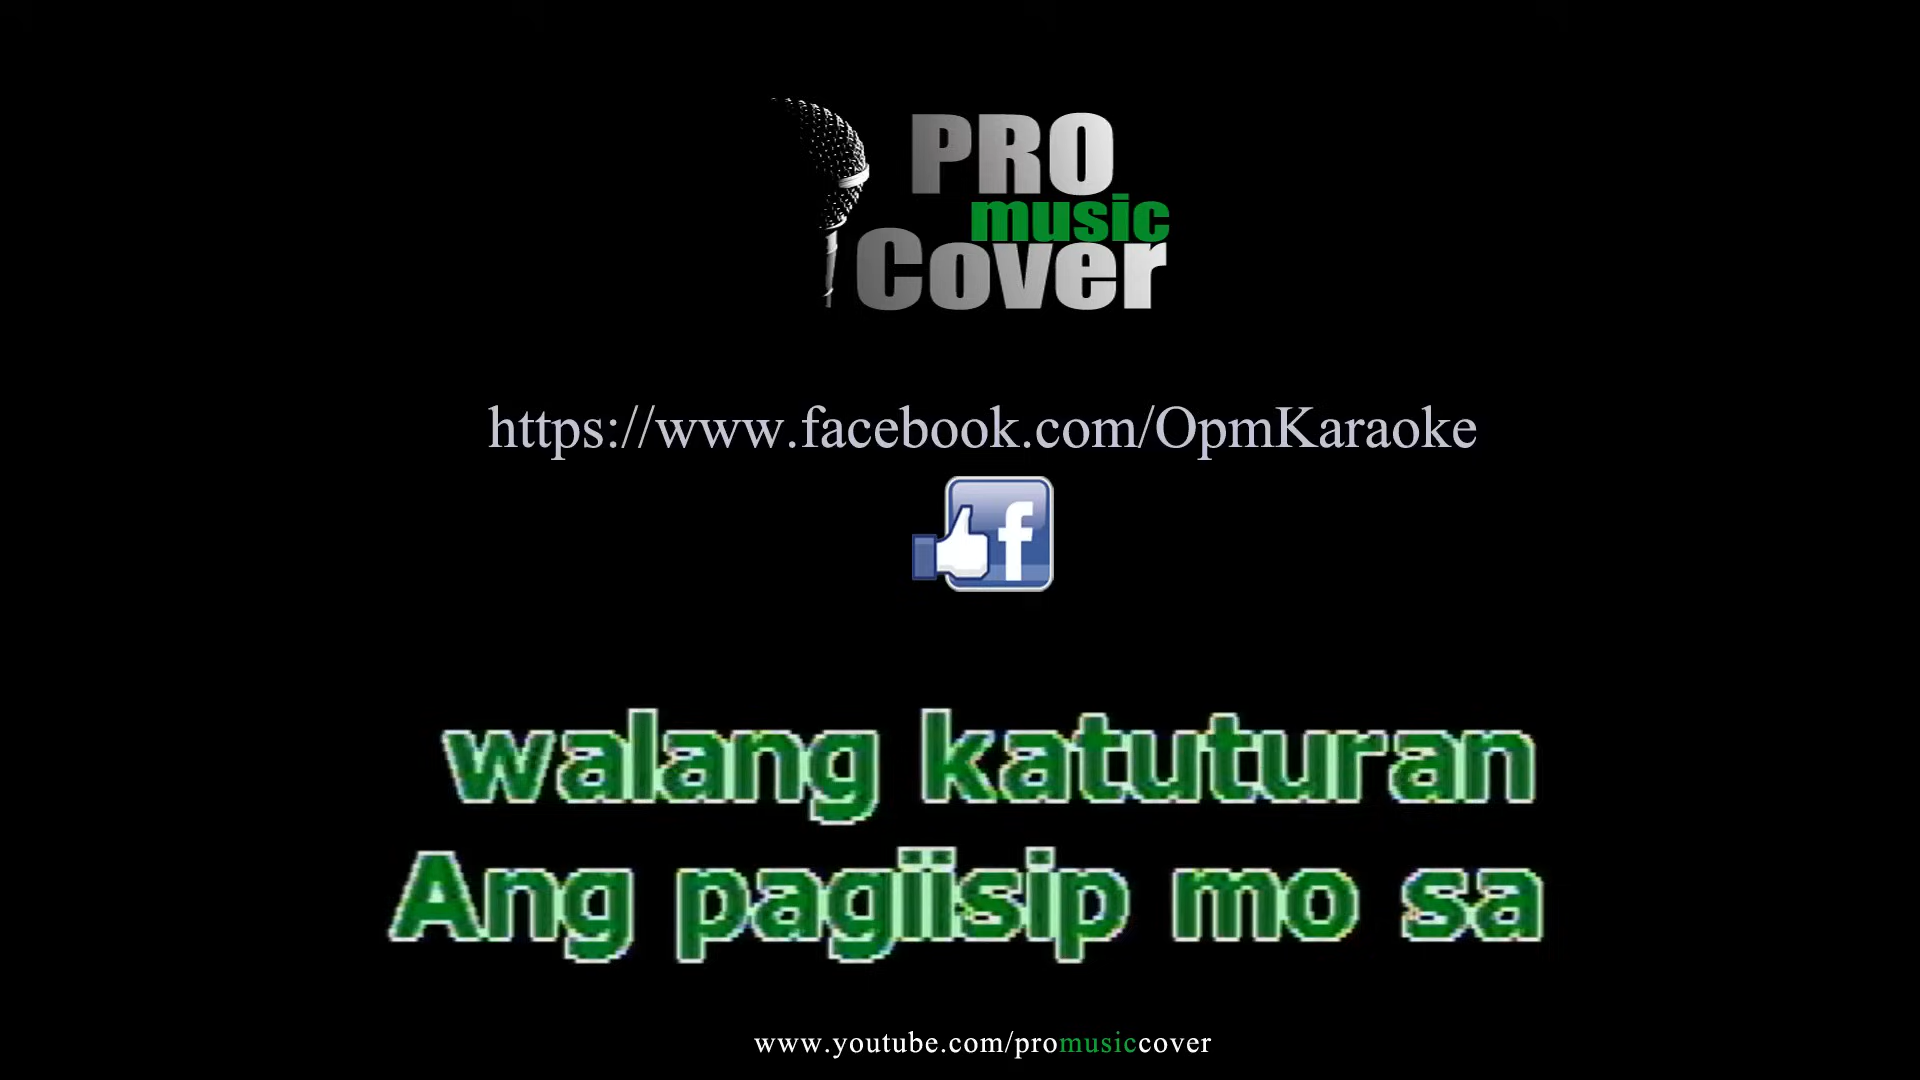 PRO
music
Cover
https://www.facebook.com/OpmKaraoke
f
walang katuturan
Ang pagiisip mo sa
www.youtube.com/promusiccover